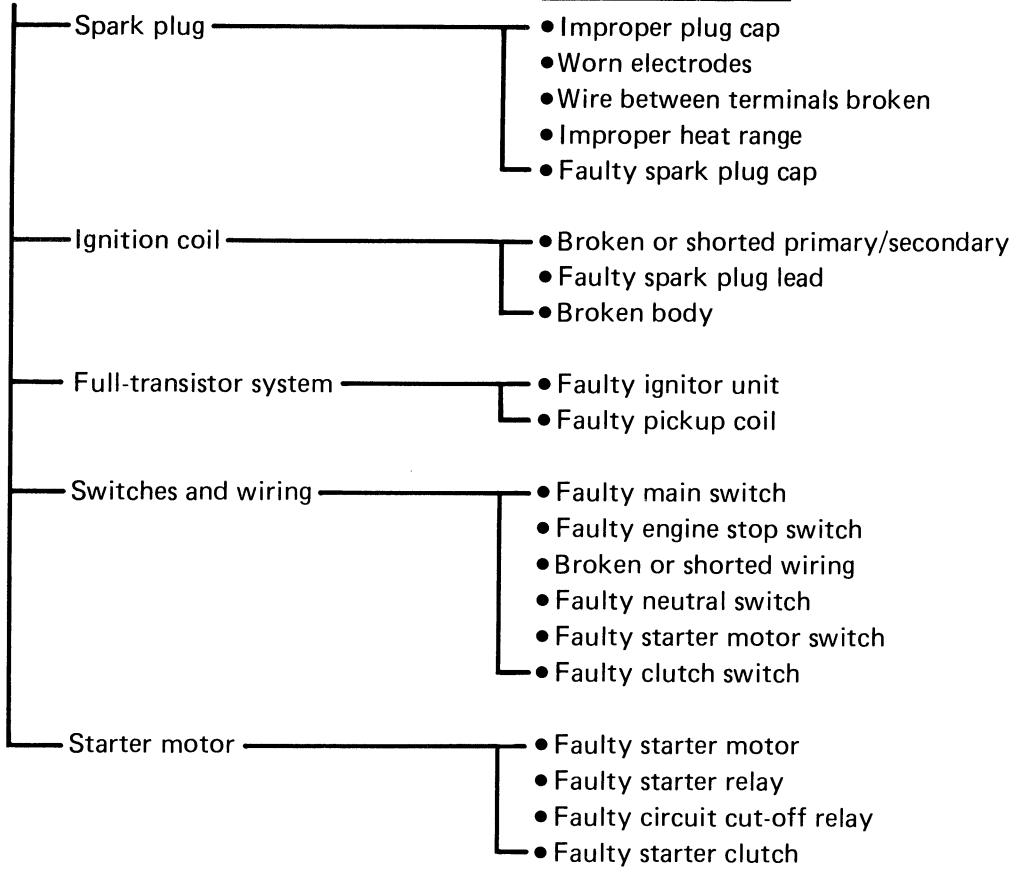 Spark plug
• Improper plug cap
• Worn electrodes
• Wire between terminals broken
• Improper heat range
• Faulty spark plug cap
Ignition coil
• Broken or shorted primary/secondary
• Faulty spark plug lead
• Broken body
Full-transistor system
• Faulty ignitor unit
• Faulty pickup coil
Switches and wiring
• Faulty main switch
• Faulty engine stop switch
• Broken or shorted wiring
• Faulty neutral switch
• Faulty starter motor switch
• Faulty clutch switch
Starter motor
• Faulty starter motor
• Faulty starter relay
• Faulty circuit cut-off relay
• Faulty starter clutch